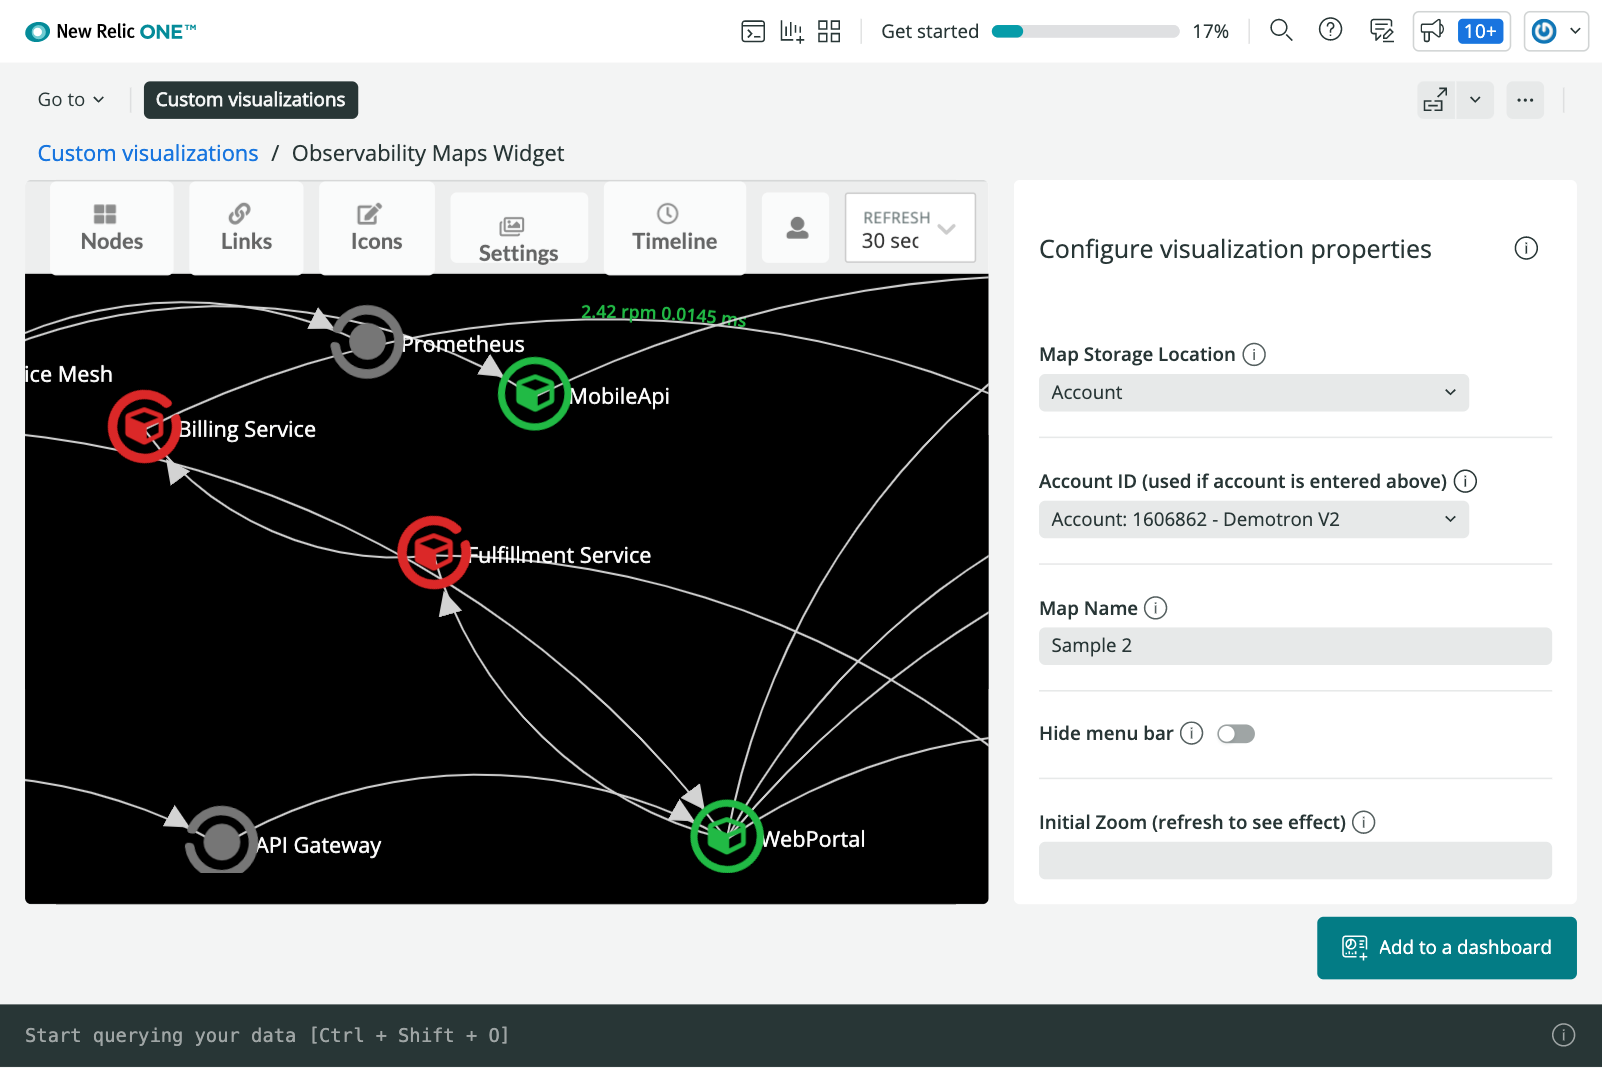 New Relic ONE™
Get started
17%
10+
Go to
Custom visualizations
Custom visualizations / Observability Maps Widget
Nodes
Links
Icons
Settings
Timeline
REFRESH
30 sec
2.42 rpm 0.0145 ms
Prometheus
ice Mesh
MobileApi
Billing Service
Fulfillment Service
API Gateway
WebPortal
Configure visualization properties
Map Storage Location
Account
Account ID (used if account is entered above)
Account: 1606862 - Demotron V2
Map Name
Sample 2
Hide menu bar
Initial Zoom (refresh to see effect)
Add to a dashboard
Start querying your data [Ctrl + Shift + O]